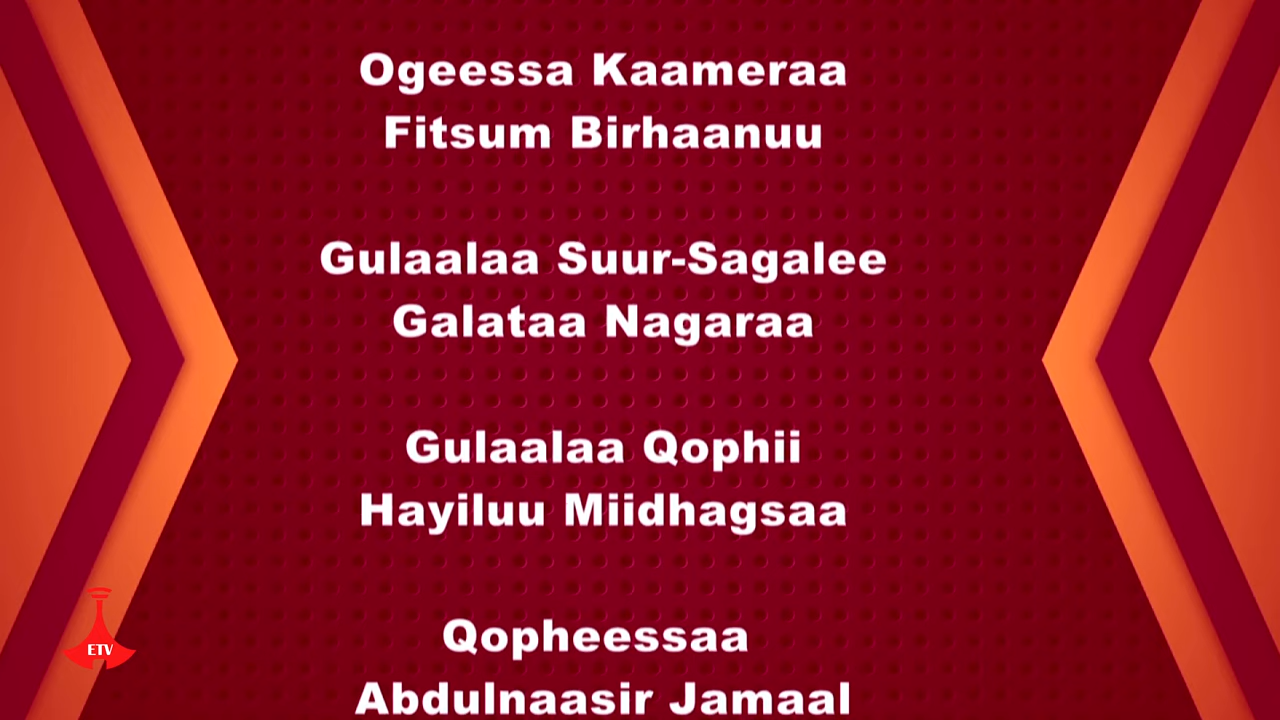 Ogeessa Kaameraa
Fitsum Birhaanuu
Gulaalaa Suur-Sagalee
Galataa Nagaraa
Gulaalaa Qophii
Hayiluu Miidhagsaa
Qopheessaa
Abdulnaasir Jamaal
ETV